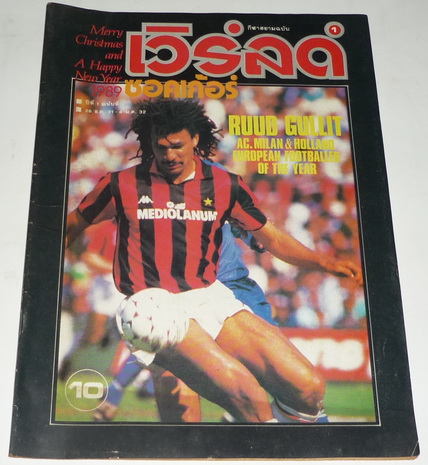 กีฬาสยามฉบับ
Merry
Christmas
and
A Happy
New Year
1989
เวิร์ลด์
1
ซอคเก้อร์
RUUD GULLIT
AC. MILAN & HOLLAND
EUROPEAN FOOTBALLER
OF THE YEAR
MEDIOLANUM
10